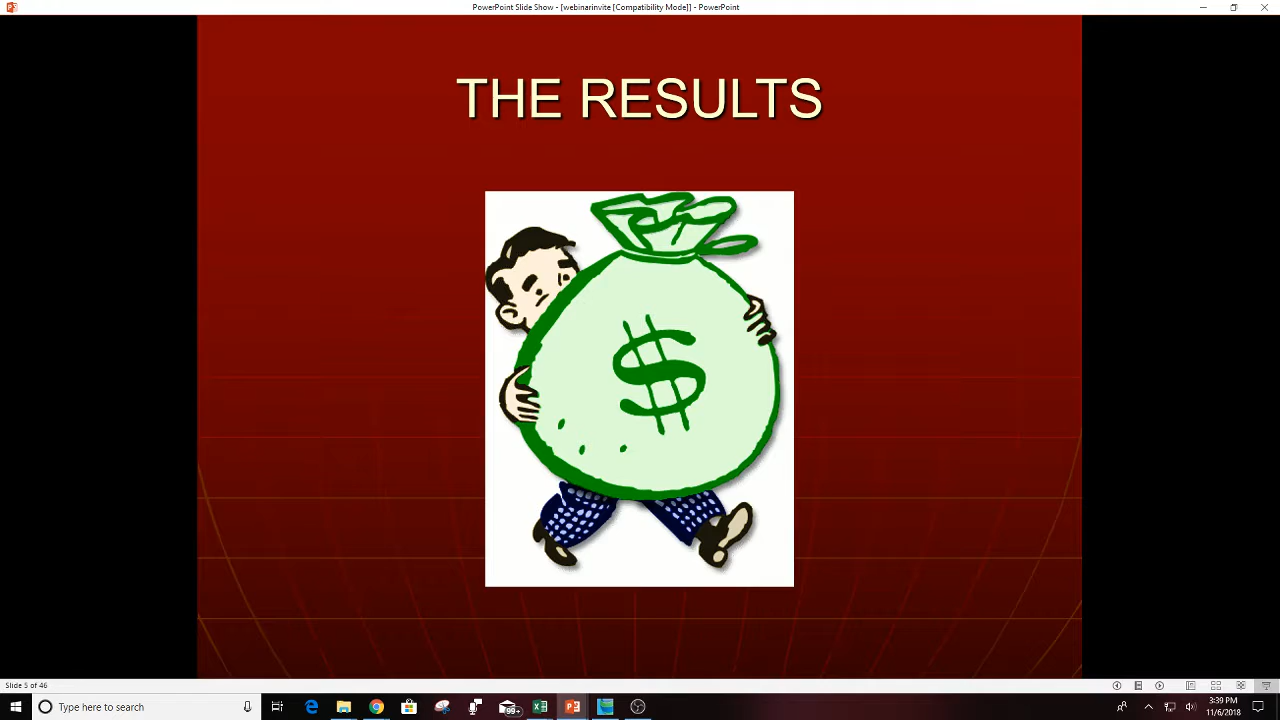 PowerPoint Slide Show - [webinarinvite [Compatibility Mode]] - PowerPoint
THE RESULTS
$
Slide 5 of 46
Type here to search
99+
3:39 PM
11/6/2018